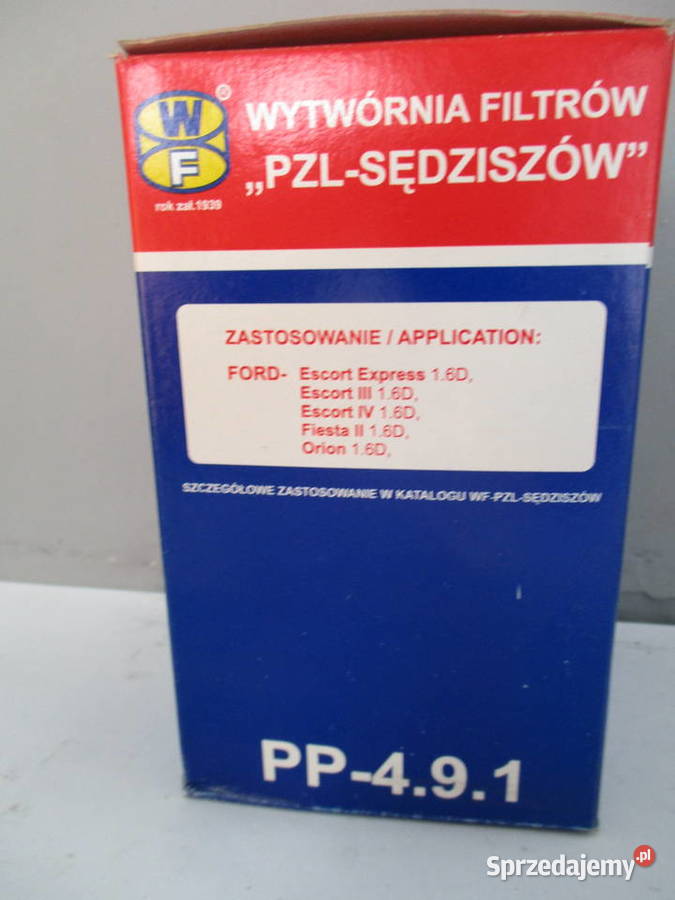 WF
®
rok zał.1939
WYTWÓRNIA FILTRÓW
„PZL-SĘDZISZÓW”
ZASTOSOWANIE / APPLICATION:
FORD- Escort Express 1.6D,
Escort III 1.6D,
Escort IV 1.6D,
Fiesta II 1.6D,
Orion 1.6D,
SZCZEGÓŁOWE ZASTOSOWANIE W KATALOGU WF-PZL-SĘDZISZÓW
PP-4.9.1
Sprzedajemy.pl